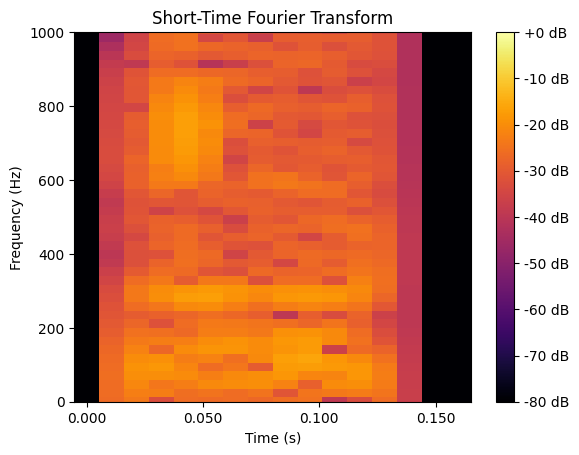 Short-Time Fourier Transform
Frequency (Hz)
1000
800
600
400
200
0
0.000
0.050
0.100
0.150
Time (s)
+0 dB
-10 dB
-20 dB
-30 dB
-40 dB
-50 dB
-60 dB
-70 dB
-80 dB